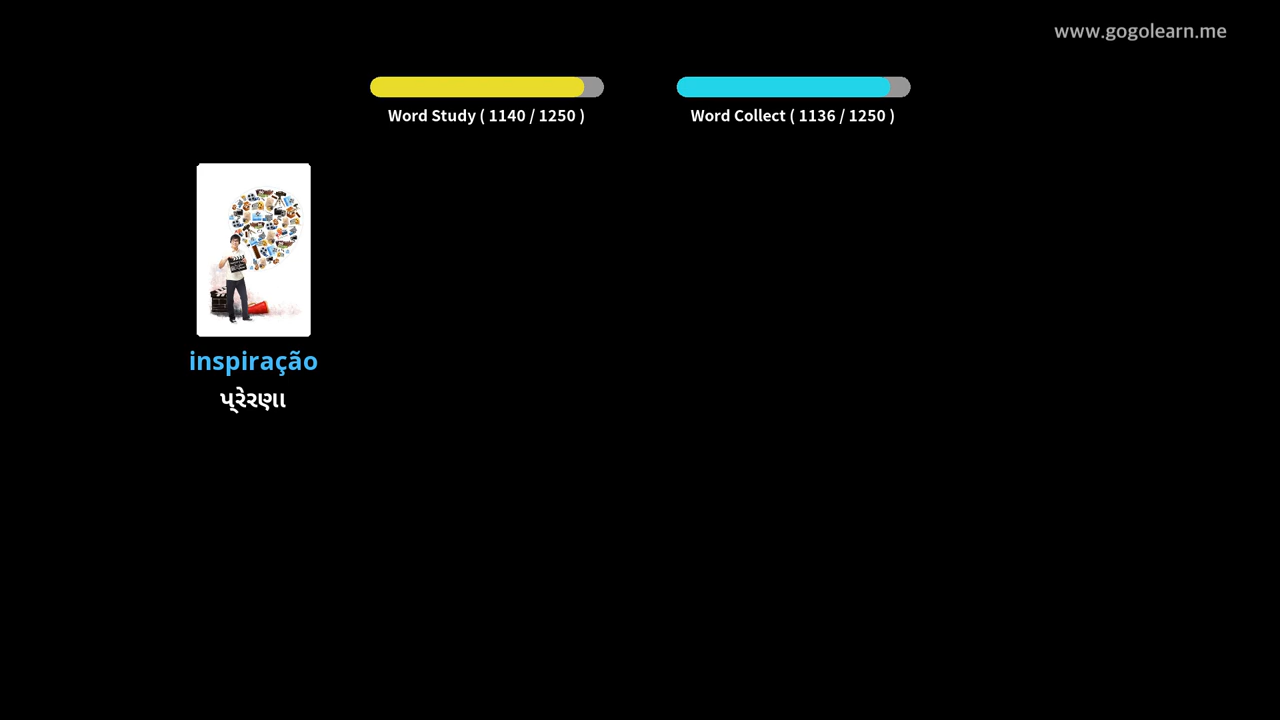 www.gogolearn.me
Word Study ( 1140 / 1250 )
Word Collect ( 1136 / 1250 )
inspiração
પ્રેરણા